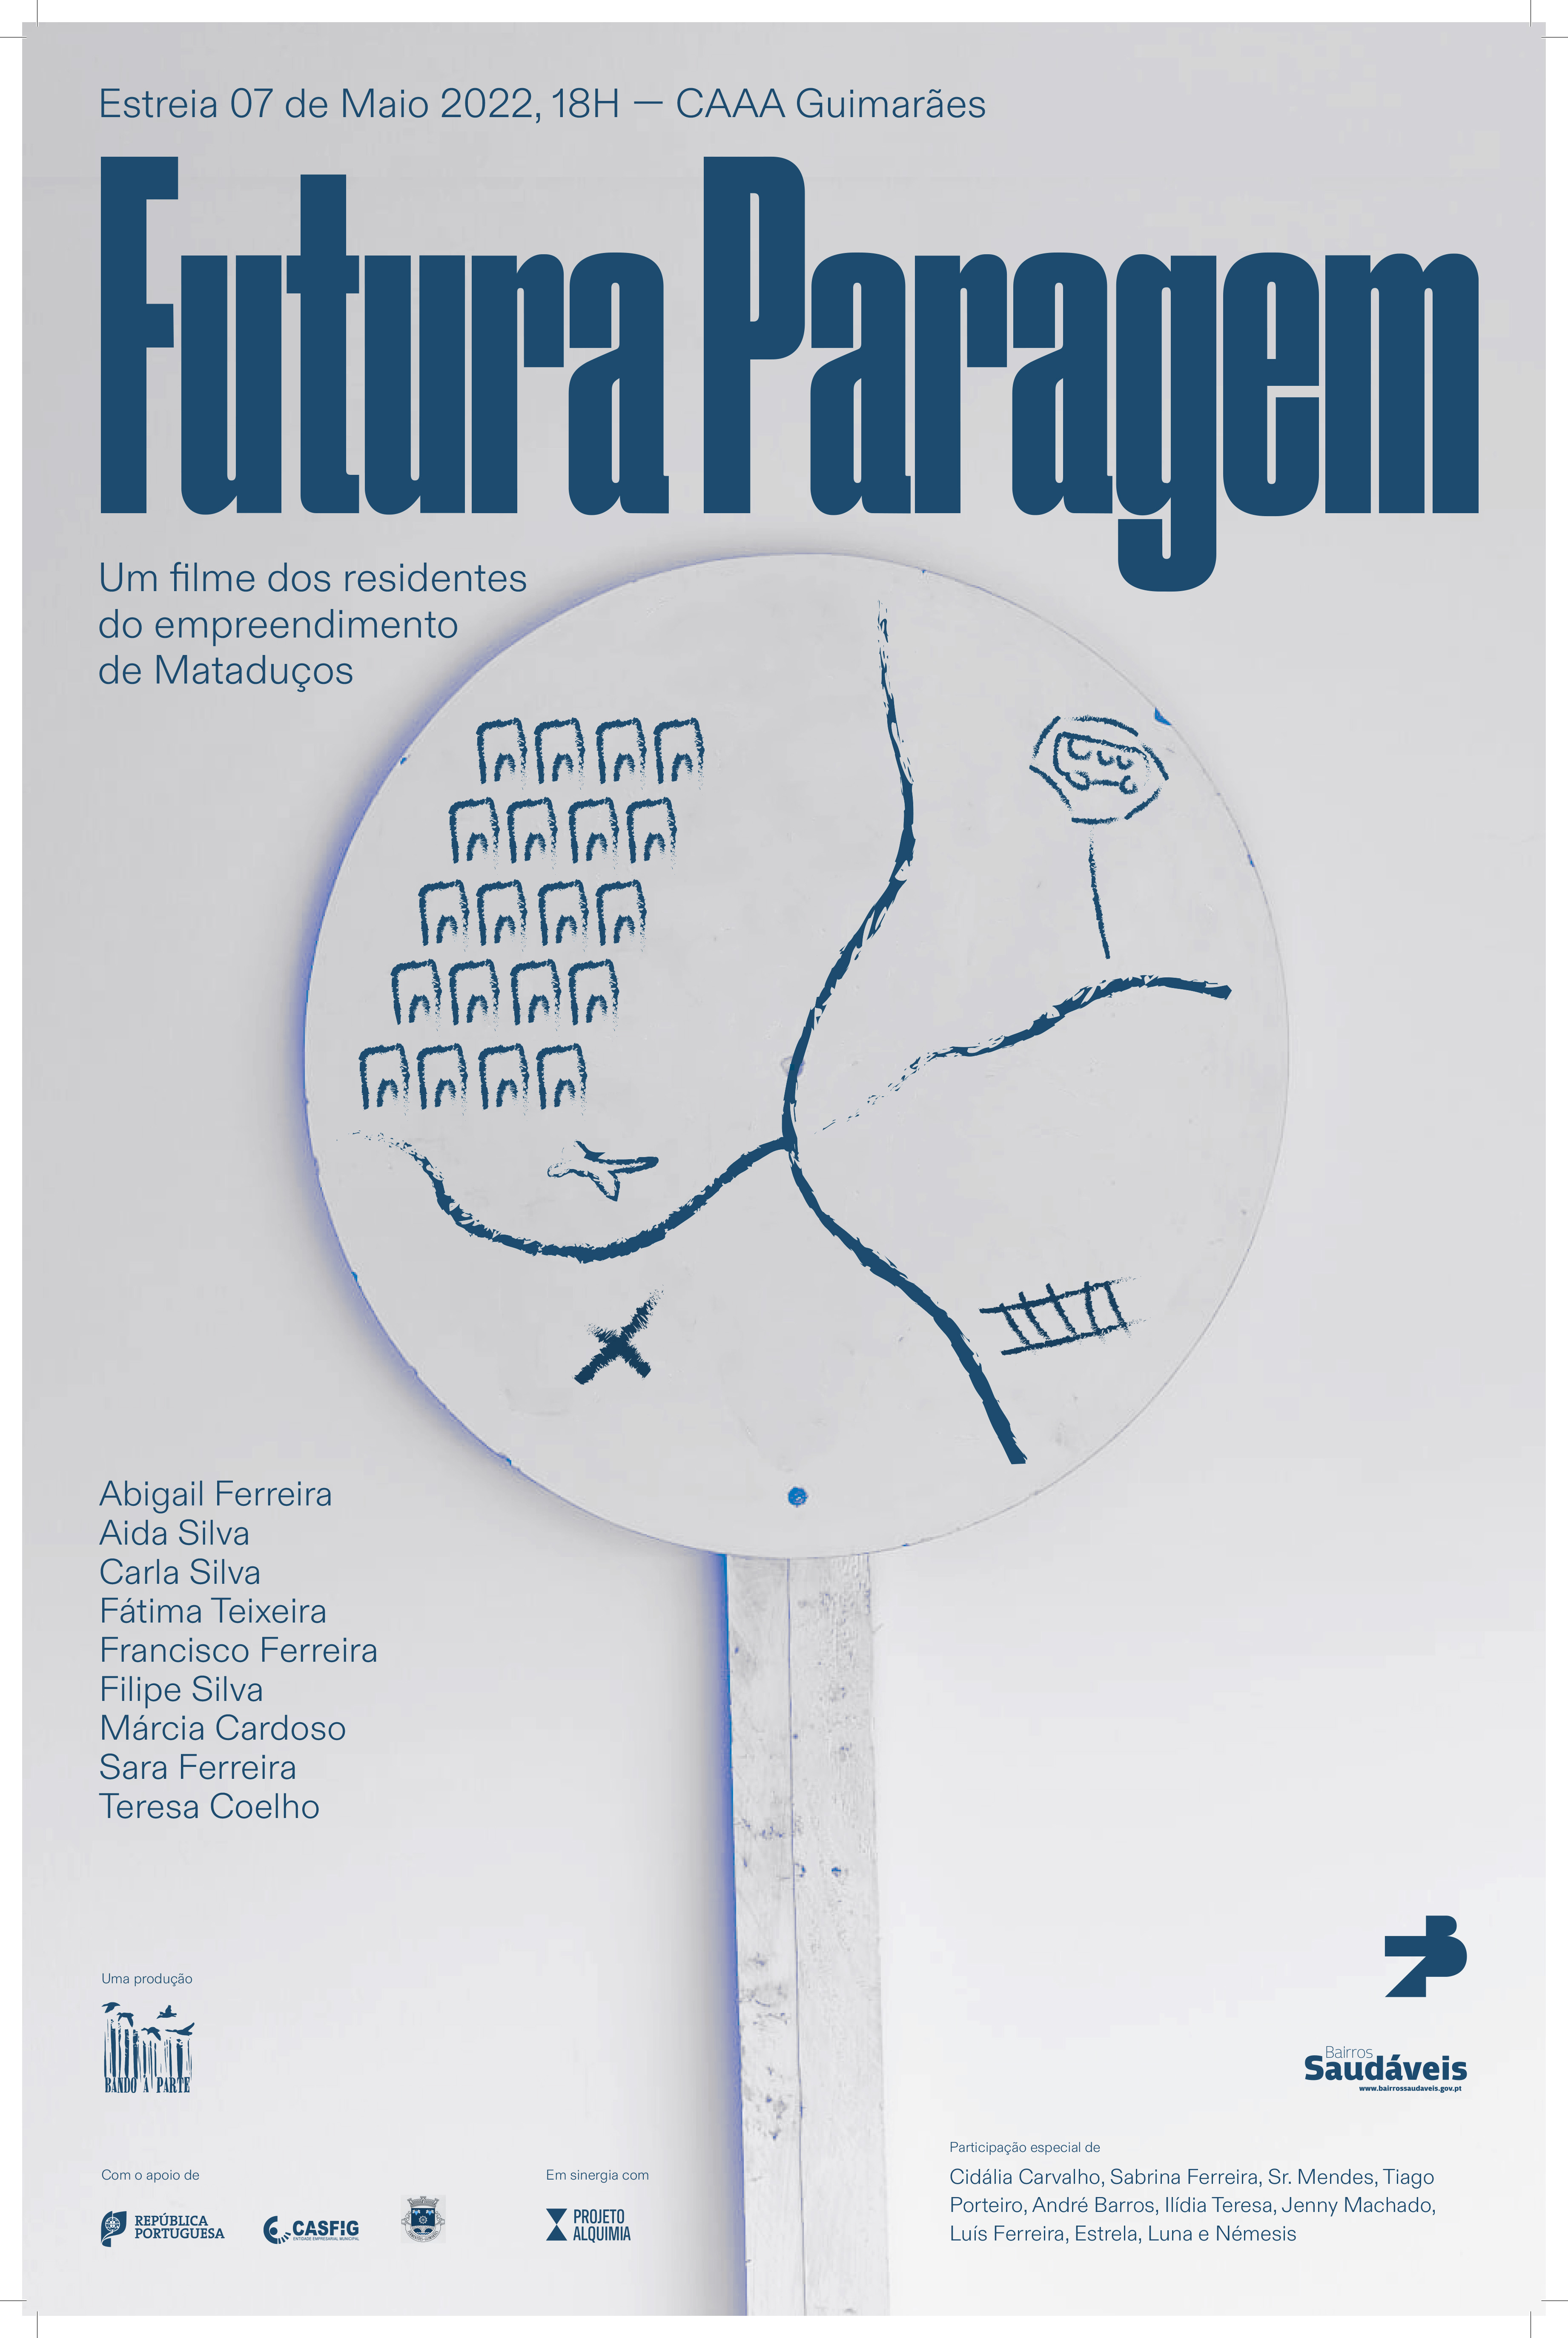 Estreia 07 de Maio 2022, 18H — CAAA Guimarães
Futura Paragem
Um filme dos residentes
do empreendimento
de Mataduços
Abigail Ferreira
Aida Silva
Carla Silva
Fátima Teixeira
Francisco Ferreira
Filipe Silva
Márcia Cardoso
Sara Ferreira
Teresa Coelho
Uma produção
BANDO À PARTE
Bairros
Saudáveis
www.bairrossaudaveis.gov.pt
Com o apoio de
REPÚBLICA
PORTUGUESA
CASFIG
ENTIDADE EMPRESARIAL MUNICIPAL
Em sinergia com
PROJETO
ALQUIMIA
Participação especial de
Cidália Carvalho, Sabrina Ferreira, Sr. Mendes, Tiago
Porteiro, André Barros, Ilídia Teresa, Jenny Machado,
Luís Ferreira, Estrela, Luna e Némesis